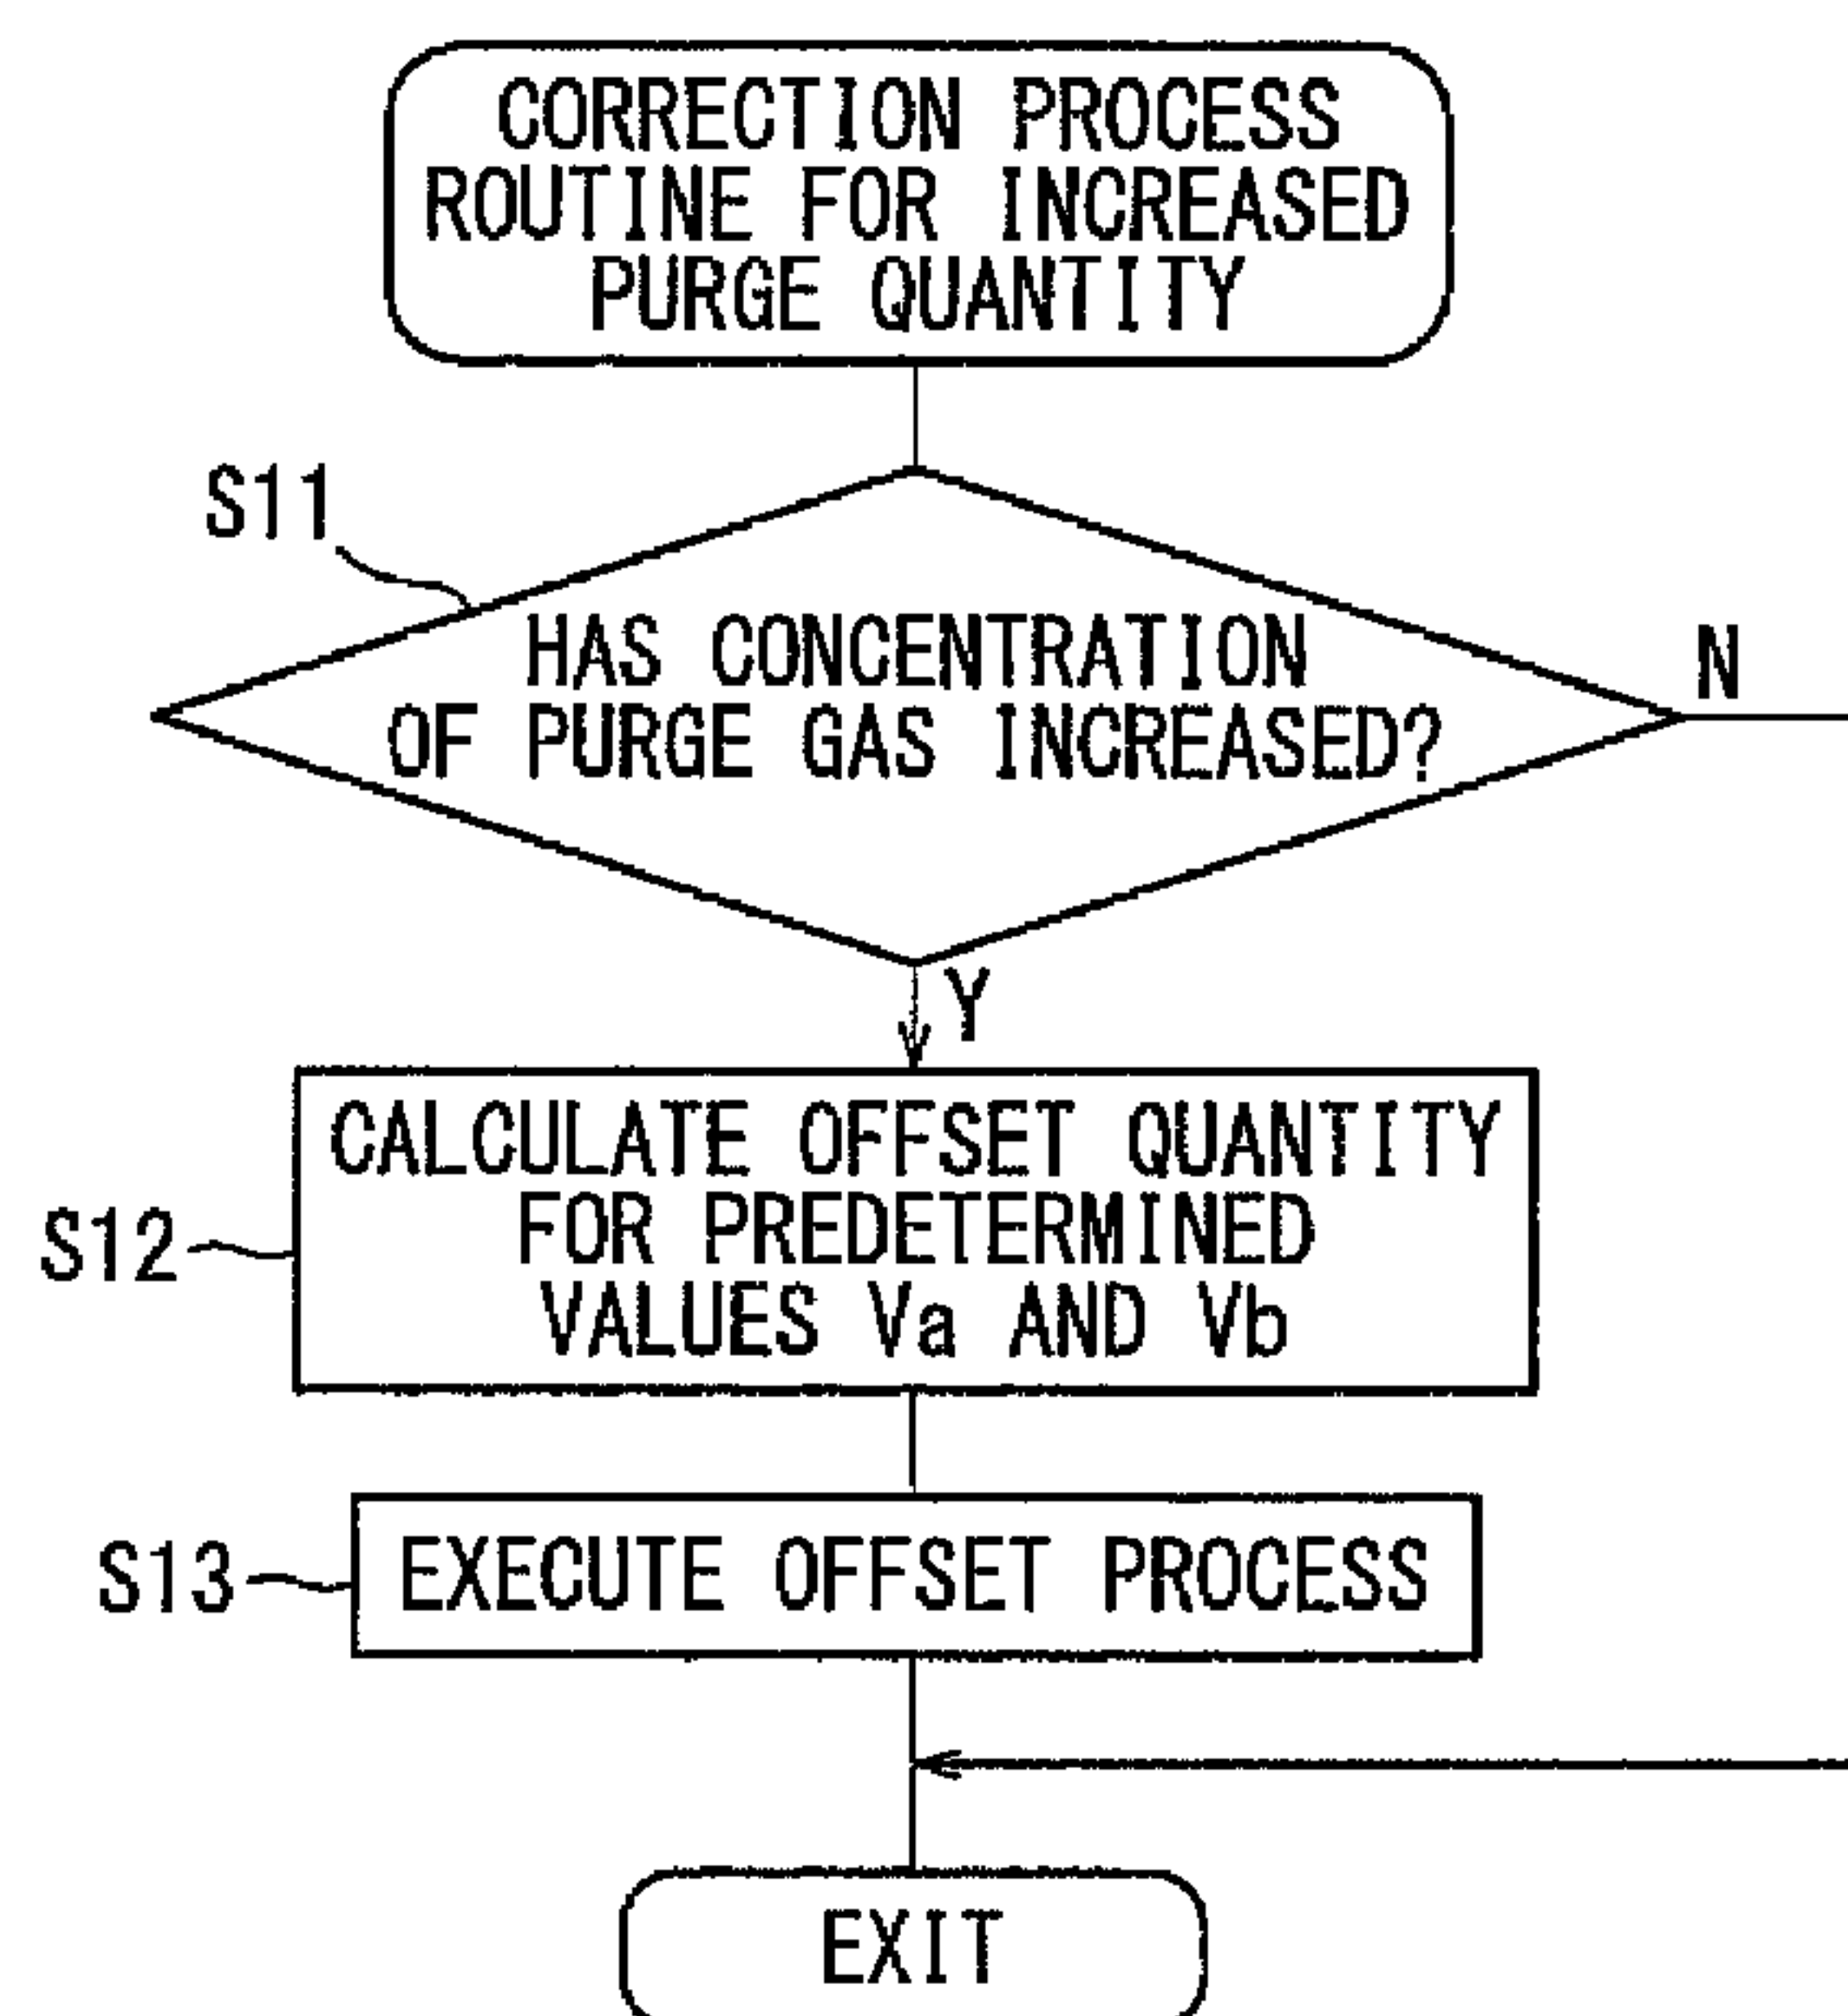 CORRECTION PROCESS
ROUTINE FOR INCREASED
PURGE QUANTITY
S11
HAS CONCENTRATION
OF PURGE GAS INCREASED?
N
Y
CALCULATE OFFSET QUANTITY
FOR PREDETERMINED
VALUES Va AND Vb
S12
EXECUTE OFFSET PROCESS
S13
EXIT